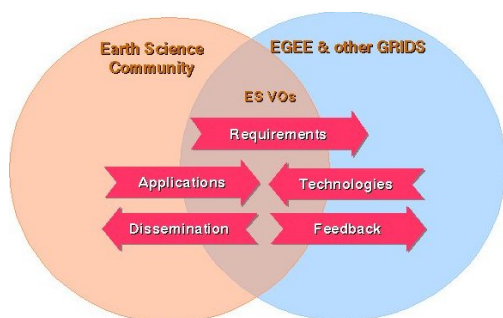 Earth Science
Community
EGEE & other GRIDS
ES VOs
Requirements
Applications
Technologies
Dissemination
Feedback